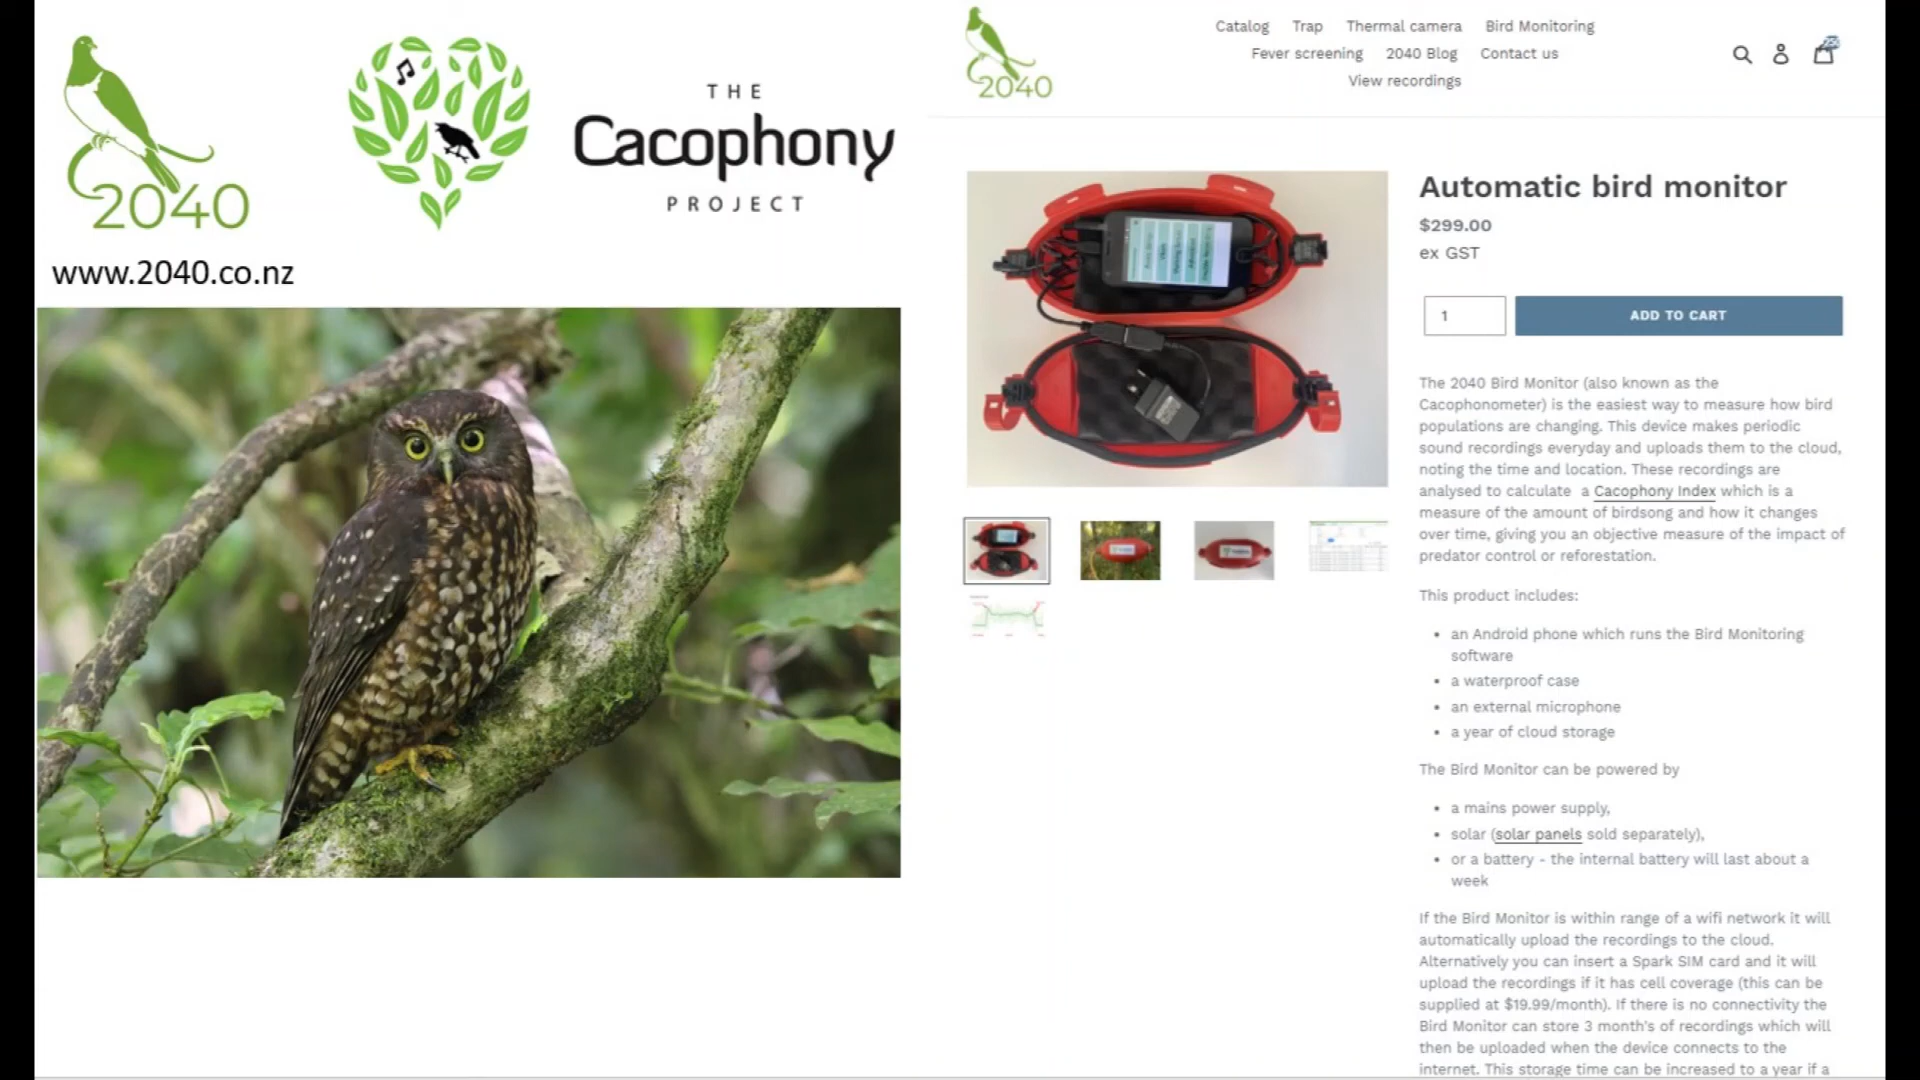 2040
THE
Cacophony
PROJECT
www.2040.co.nz
2040
Catalog Trap Thermal camera Bird Monitoring
Fever screening 2040 Blog Contact us
View recordings
Automatic bird monitor
$299.00
ex GST
1
ADD TO CART
The 2040 Bird Monitor (also known as the
Cacophonometer) is the easiest way to measure how bird
populations are changing. This device makes periodic
sound recordings everyday and uploads them to the cloud,
noting the time and location. These recordings are
analysed to calculate a Cacophony Index which is a
measure of the amount of birdsong and how it changes
over time, giving you an objective measure of the impact of
predator control or reforestation.
This product includes:
• an Android phone which runs the Bird Monitoring
software
• a waterproof case
• an external microphone
• a year of cloud storage
The Bird Monitor can be powered by
• a mains power supply,
• solar (solar panels sold separately),
• or a battery - the internal battery will last about a
week
If the Bird Monitor is within range of a wifi network it will
automatically upload the recordings to the cloud.
Alternatively you can insert a Spark SIM card and it will
upload the recordings if it has cell coverage (this can be
supplied at $19.99/month). If there is no connectivity the
Bird Monitor can store 3 month's of recordings which will
then be uploaded when the device connects to the
internet. This storage time can be increased to a year if a